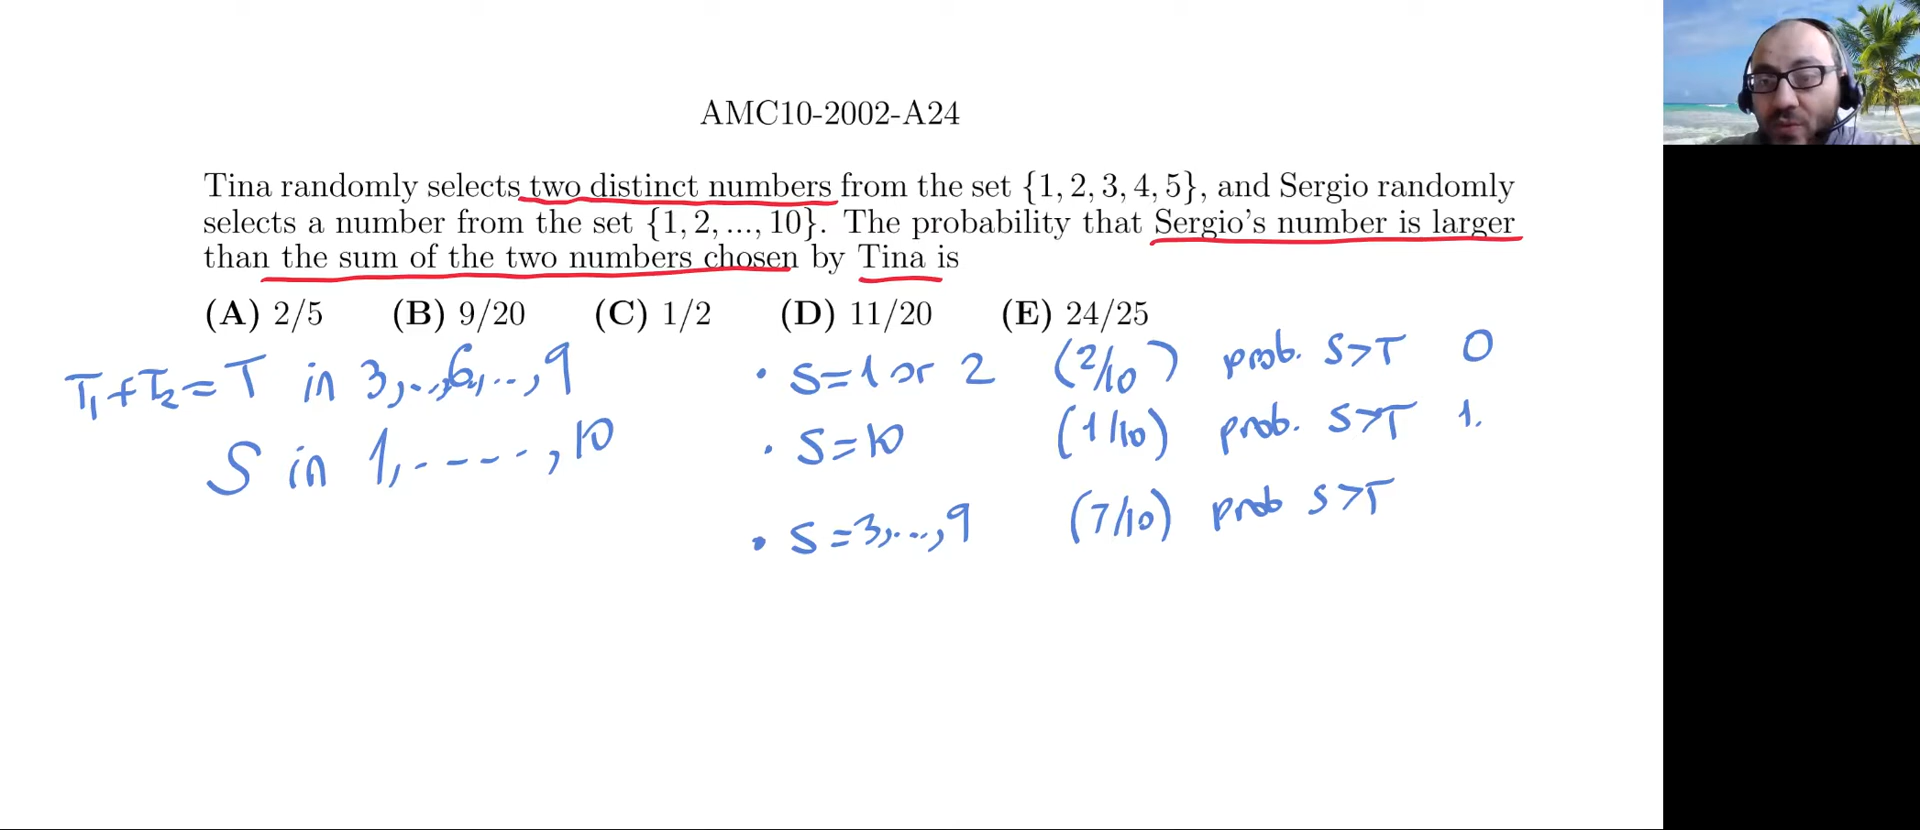 AMC10-2002-A24
Tina randomly selects two distinct numbers from the set {1, 2, 3, 4, 5}, and Sergio randomly
selects a number from the set {1, 2, ..., 10}. The probability that Sergio's number is larger
than the sum of the two numbers chosen by Tina is
(A) 2/5 (B) 9/20 (C) 1/2 (D) 11/20 (E) 24/25
T₁+T₂=T in 3,..,6,..,9
S in 1,.----.,10
• S=1 or 2 (2/10) prob. S>T 0
• S=10 (1/10) prob. S>T 1.
• S=3,...,9 (7/10) prob S>T